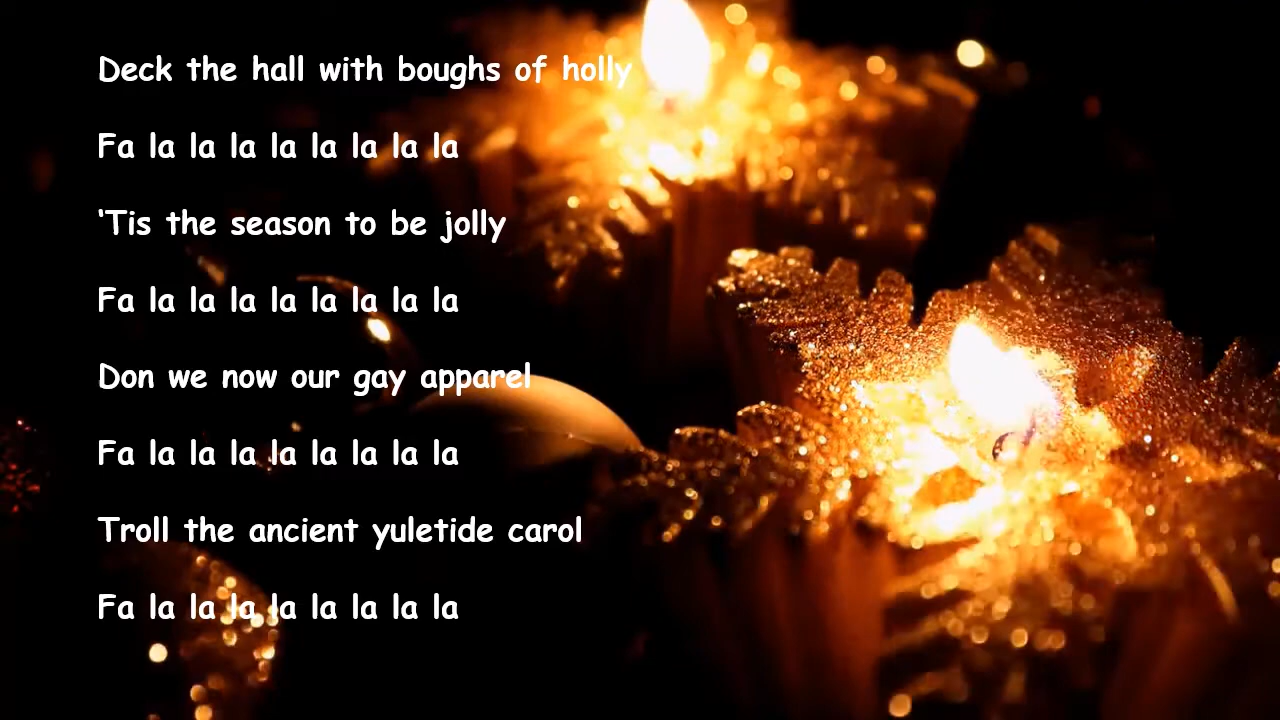 Deck the hall with boughs of holly
Fa la la la la la la la la
‘Tis the season to be jolly
Fa la la la la la la la la
Don we now our gay apparel
Fa la la la la la la la la
Troll the ancient yuletide carol
Fa la la la la la la la la